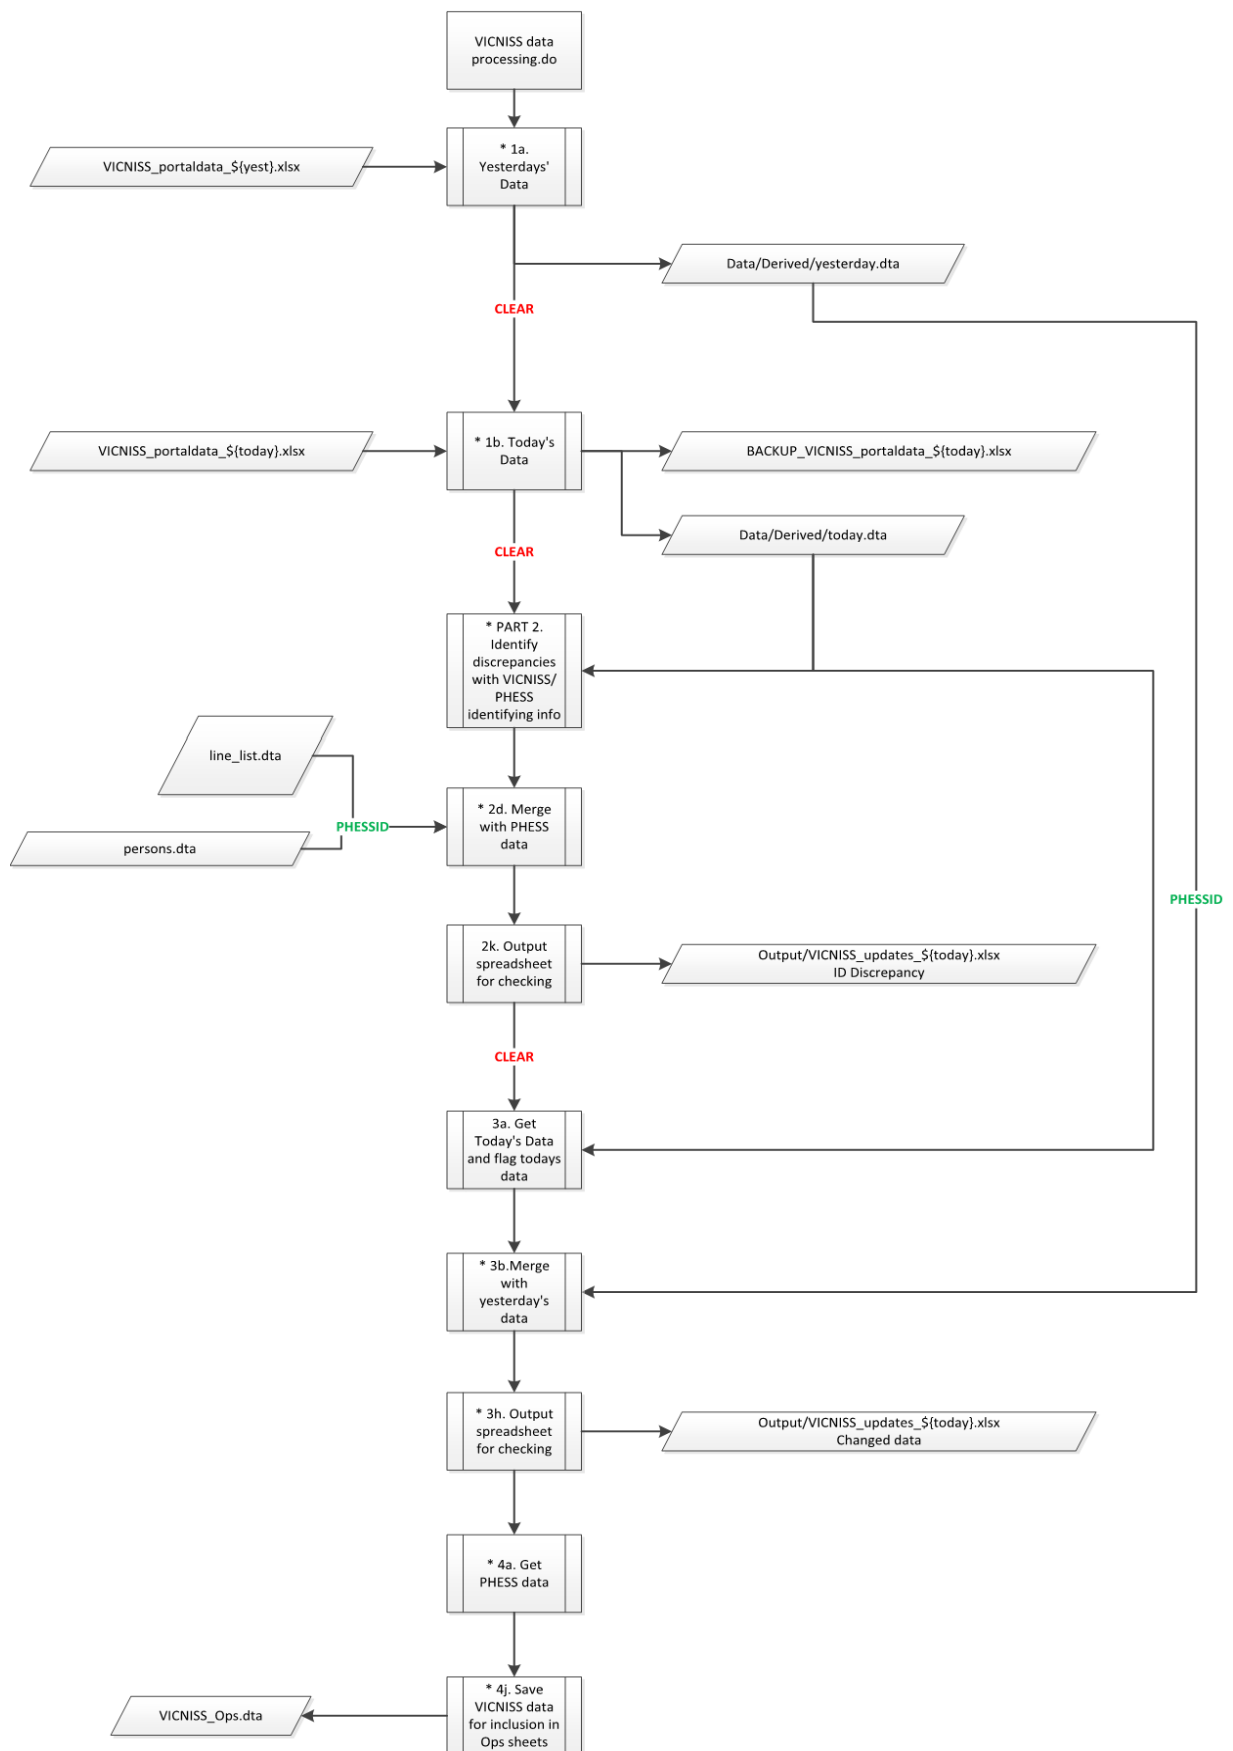 VICNISS data
processing.do
* 1a.
Yesterdays'
Data
VICNISS_portaldata_${yest}.xlsx
Data/Derived/yesterday.dta
CLEAR
* 1b. Today's
Data
VICNISS_portaldata_${today}.xlsx
BACKUP_VICNISS_portaldata_${today}.xlsx
Data/Derived/today.dta
CLEAR
* PART 2.
Identify
discrepancies
with VICNISS/
PHESS
identifying info
line_list.dta
PHESSID
persons.dta
* 2d. Merge
with PHESS
data
PHESSID
2k. Output
spreadsheet
for checking
Output/VICNISS_updates_${today}.xlsx
ID Discrepancy
CLEAR
3a. Get
Today's Data
and flag todays
data
* 3b.Merge
with
yesterday's
data
* 3h. Output
spreadsheet
for checking
Output/VICNISS_updates_${today}.xlsx
Changed data
* 4a. Get
PHESS data
* 4j. Save
VICNISS data
for inclusion in
Ops sheets
VICNISS_Ops.dta